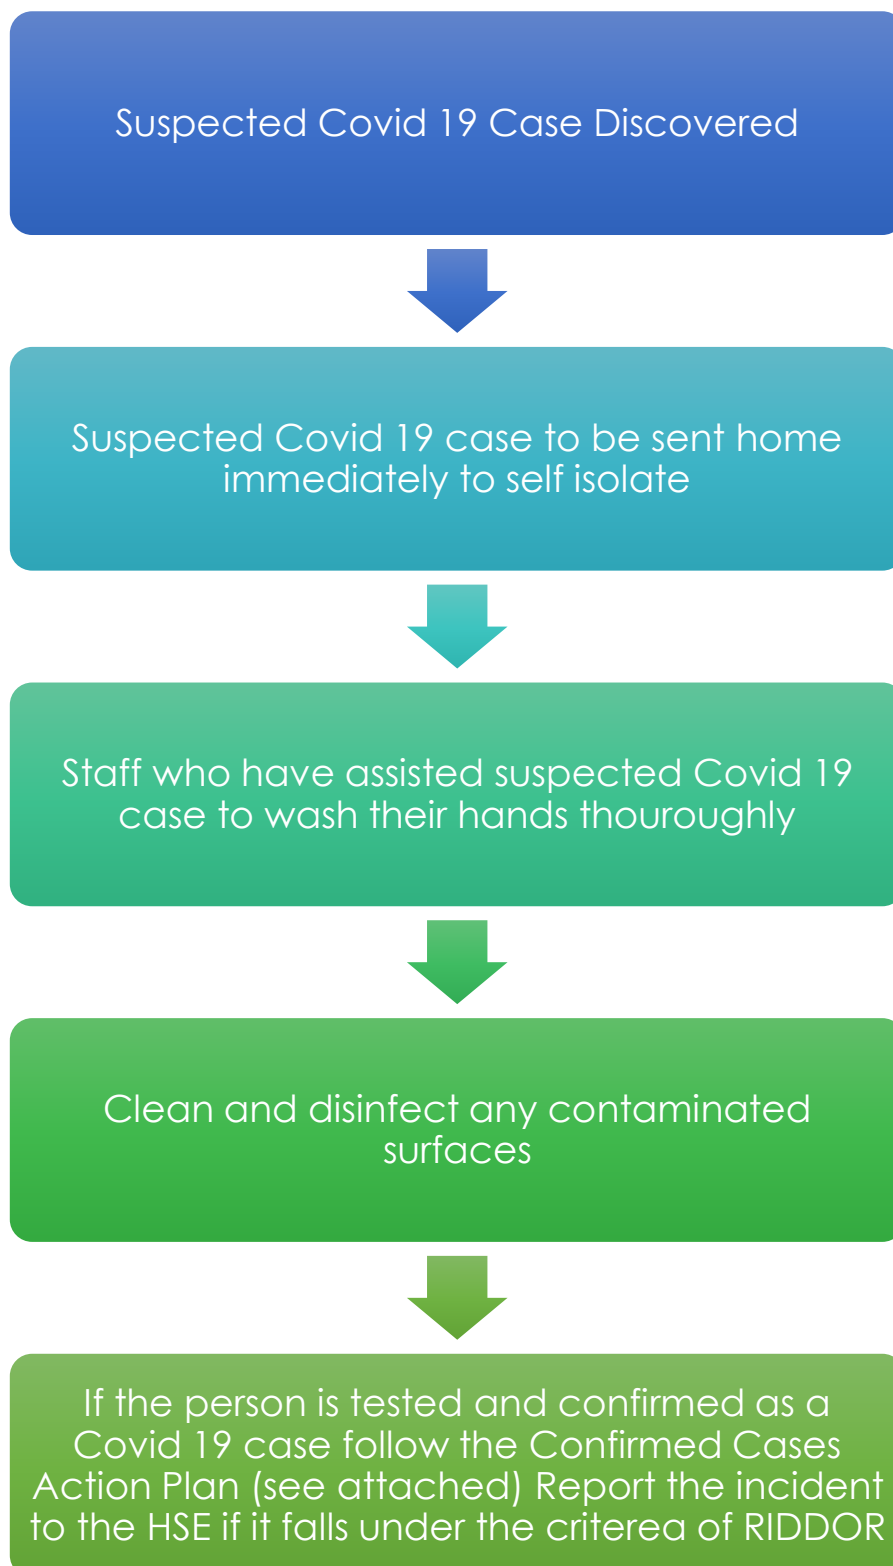 Suspected Covid 19 Case Discovered
Suspected Covid 19 case to be sent home
immediately to self isolate
Staff who have assisted suspected Covid 19
case to wash their hands thouroughly
Clean and disinfect any contaminated
surfaces
If the person is tested and confirmed as a
Covid 19 case follow the Confirmed Cases
Action Plan (see attached) Report the incident
to the HSE if it falls under the criterea of RIDDOR